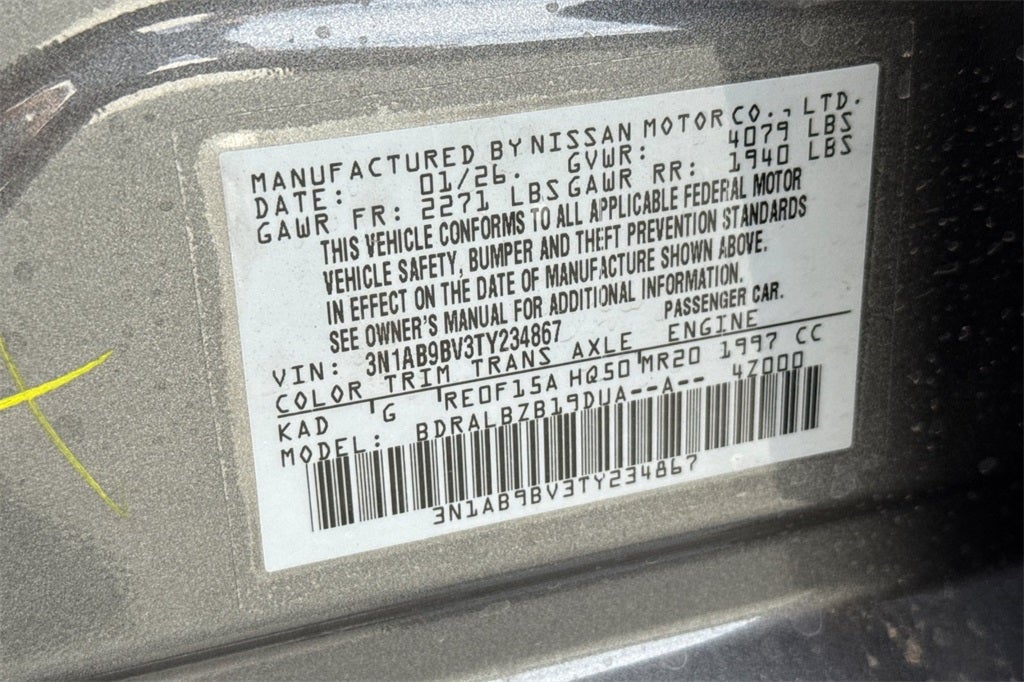 MANUFACTURED BY NISSAN MOTOR CO., LTD.
DATE: 01/26. GVWR: 4079 LBS
GAWR FR: 2271 LBS GAWR RR: 1940 LBS
THIS VEHICLE CONFORMS TO ALL APPLICABLE FEDERAL MOTOR
VEHICLE SAFETY, BUMPER AND THEFT PREVENTION STANDARDS
IN EFFECT ON THE DATE OF MANUFACTURE SHOWN ABOVE.
SEE OWNER'S MANUAL FOR ADDITIONAL INFORMATION.
VIN: 3N1AB9BV3TY234867 PASSENGER CAR.
COLOR TRIM TRANS AXLE ENGINE
KAD G RE0F15A HQ50 MR20 1997 CC
MODEL: BDRALBZB19DUA--A-- 4Z000
3N1AB9BV3TY234867